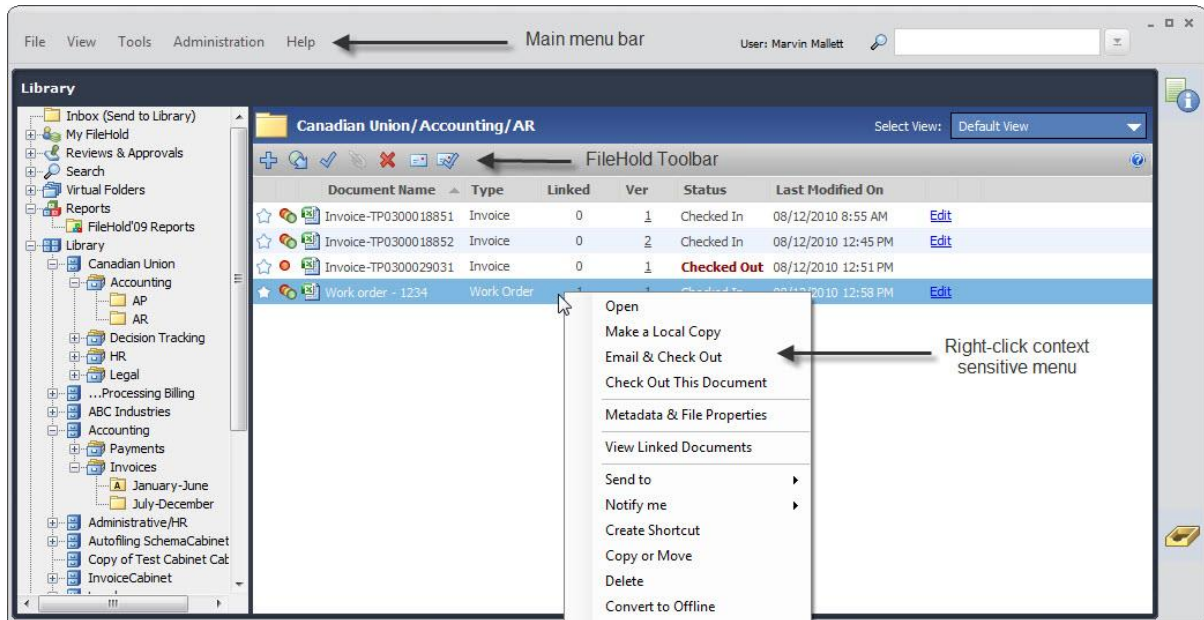 File View Tools Administration Help
Main menu bar
User: Marvin Mallett
Library
Inbox (Send to Library)
My FileHold
Reviews & Approvals
Search
Virtual Folders
Reports
FileHold'09 Reports
Library
Canadian Union
Accounting
AP
AR
Decision Tracking
HR
Legal
...Processing Billing
ABC Industries
Accounting
Payments
Invoices
A January-June
July-December
Administrative/HR
Autofiling SchemaCabinet
Copy of Test Cabinet Cat
InvoiceCabinet
Canadian Union/Accounting/AR
Select View: Default View
FileHold Toolbar
Document Name Type Linked Ver Status Last Modified On
Invoice-TP0300018851 Invoice 0 1 Checked In 08/12/2010 8:55 AM Edit
Invoice-TP0300018852 Invoice 0 2 Checked In 08/12/2010 12:45 PM Edit
Invoice-TP0300029031 Invoice 0 1 Checked Out 08/12/2010 12:51 PM
Work order - 1234 Work Order 12:58 PM Edit
Open
Make a Local Copy
Email & Check Out
Check Out This Document
Metadata & File Properties
View Linked Documents
Send to
Notify me
Create Shortcut
Copy or Move
Delete
Convert to Offline
Right-click context
sensitive menu